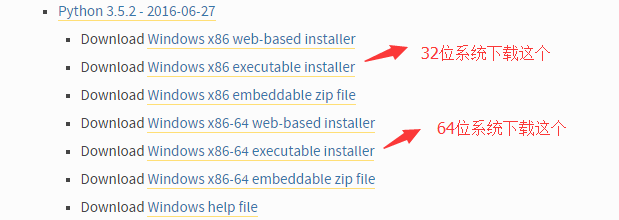 Python 3.5.2 - 2016-06-27
Download Windows x86 web-based installer
Download Windows x86 executable installer
32位系统下载这个
Download Windows x86 embeddable zip file
Download Windows x86-64 web-based installer
Download Windows x86-64 executable installer
64位系统下载这个
Download Windows x86-64 embeddable zip file
Download Windows help file